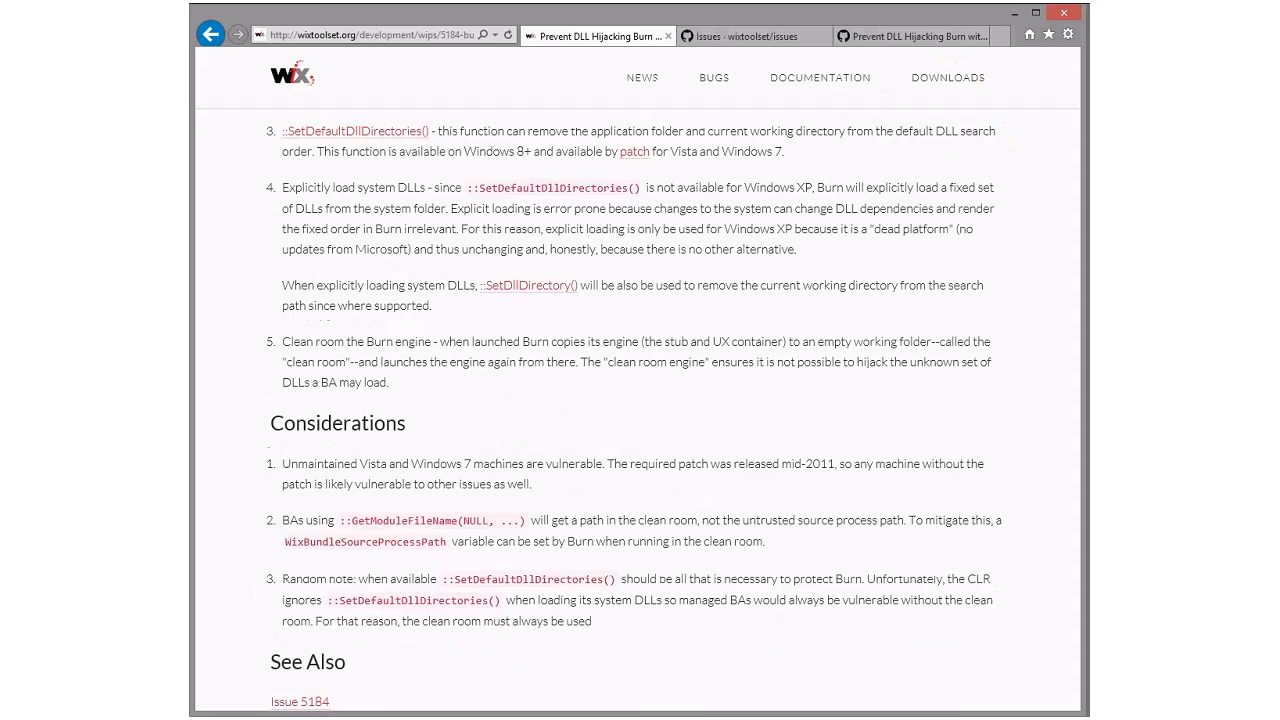 http://wixtoolset.org/development/wips/5184-bu
Prevent DLL Hijacking Burn ...
Issues · wixtoolset/issues
Prevent DLL Hijacking Burn wit...
WiX
NEWS
BUGS
DOCUMENTATION
DOWNLOADS
3. ::SetDefaultDllDirectories() - this function can remove the application folder and current working directory from the default DLL search
order. This function is available on Windows 8+ and available by patch for Vista and Windows 7.
4. Explicitly load system DLLs - since ::SetDefaultDllDirectories() is not available for Windows XP, Burn will explicitly load a fixed set
of DLLs from the system folder. Explicit loading is error prone because changes to the system can change DLL dependencies and render
the fixed order in Burn irrelevant. For this reason, explicit loading is only be used for Windows XP because it is a "dead platform" (no
updates from Microsoft) and thus unchanging and, honestly, because there is no other alternative.
When explicitly loading system DLLs, ::SetDllDirectory() will be also be used to remove the current working directory from the search
path since where supported.
5. Clean room the Burn engine - when launched Burn copies its engine (the stub and UX container) to an empty working folder--called the
"clean room"--and launches the engine again from there. The "clean room engine" ensures it is not possible to hijack the unknown set of
DLLs a BA may load.
Considerations
1. Unmaintained Vista and Windows 7 machines are vulnerable. The required patch was released mid-2011, so any machine without the
patch is likely vulnerable to other issues as well.
2. BAs using ::GetModuleFileName(NULL, ...) will get a path in the clean room, not the untrusted source process path. To mitigate this, a
WixBundleSourceProcessPath variable can be set by Burn when running in the clean room.
3. Random note: when available ::SetDefaultDllDirectories() should be all that is necessary to protect Burn. Unfortunately, the CLR
ignores ::SetDefaultDllDirectories() when loading its system DLLs so managed BAs would always be vulnerable without the clean
room. For that reason, the clean room must always be used
See Also
Issue 5184